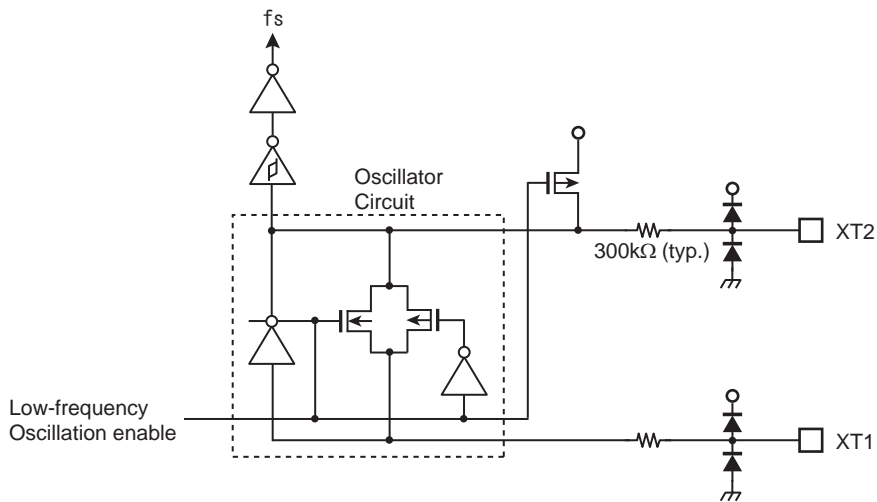 fs
Oscillator
Circuit
300kΩ (typ.)
XT2
Low-frequency
Oscillation enable
XT1